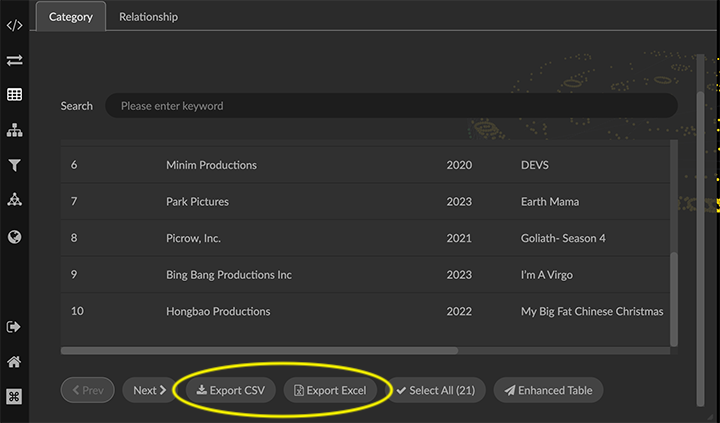 Category Relationship
Search Please enter keyword
6 Minim Productions 2020 DEVS
7 Park Pictures 2023 Earth Mama
8 Picrow, Inc. 2021 Goliath- Season 4
9 Bing Bang Productions Inc 2023 I'm A Virgo
10 Hongbao Productions 2022 My Big Fat Chinese Christmas
Prev Next Export CSV Export Excel Select All (21) Enhanced Table